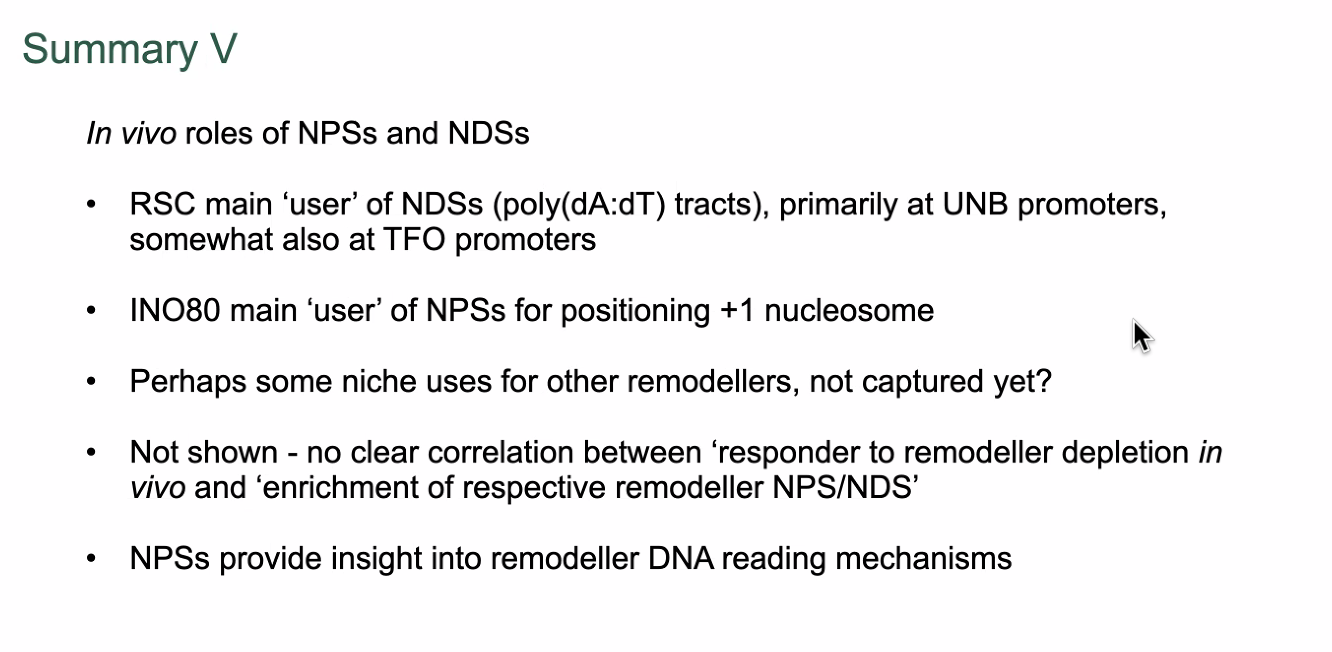 Summary V
In vivo roles of NPSs and NDSs
• RSC main ‘user’ of NDSs (poly(dA:dT) tracts), primarily at UNB promoters,
somewhat also at TFO promoters
• INO80 main ‘user’ of NPSs for positioning +1 nucleosome
• Perhaps some niche uses for other remodellers, not captured yet?
• Not shown - no clear correlation between ‘responder to remodeller depletion in
vivo and ‘enrichment of respective remodeller NPS/NDS’
• NPSs provide insight into remodeller DNA reading mechanisms